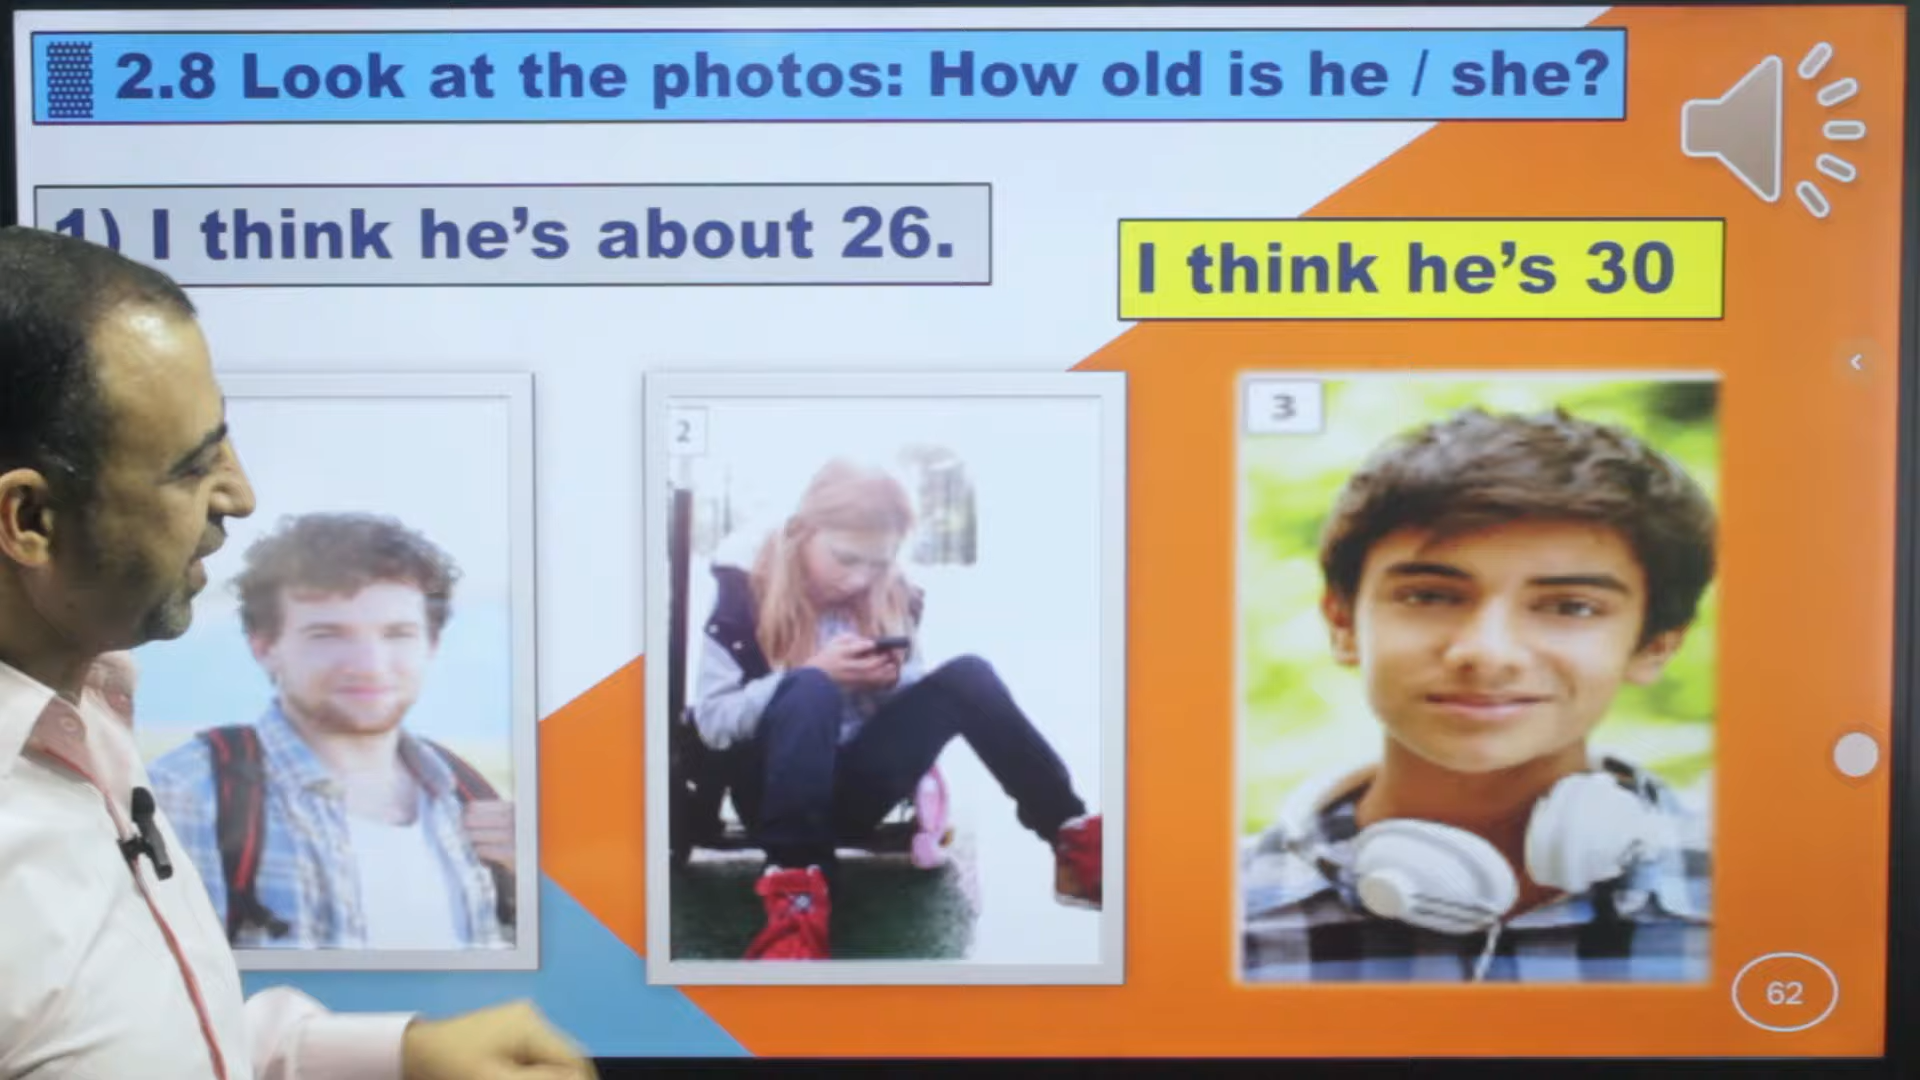 2.8 Look at the photos: How old is he / she?
1) I think he’s about 26.
I think he’s 30
2
3
62